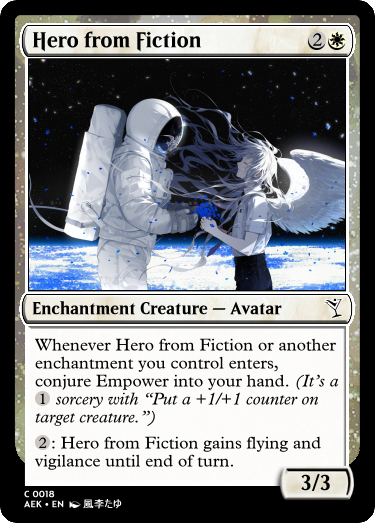 Hero from Fiction 2
Enchantment Creature — Avatar
Whenever Hero from Fiction or another
enchantment you control enters,
conjure Empower into your hand. (It's a
1 sorcery with “Put a +1/+1 counter on
target creature.”)
2: Hero from Fiction gains flying and
vigilance until end of turn.
3/3
C 0018
AEK • EN 風李たゆ